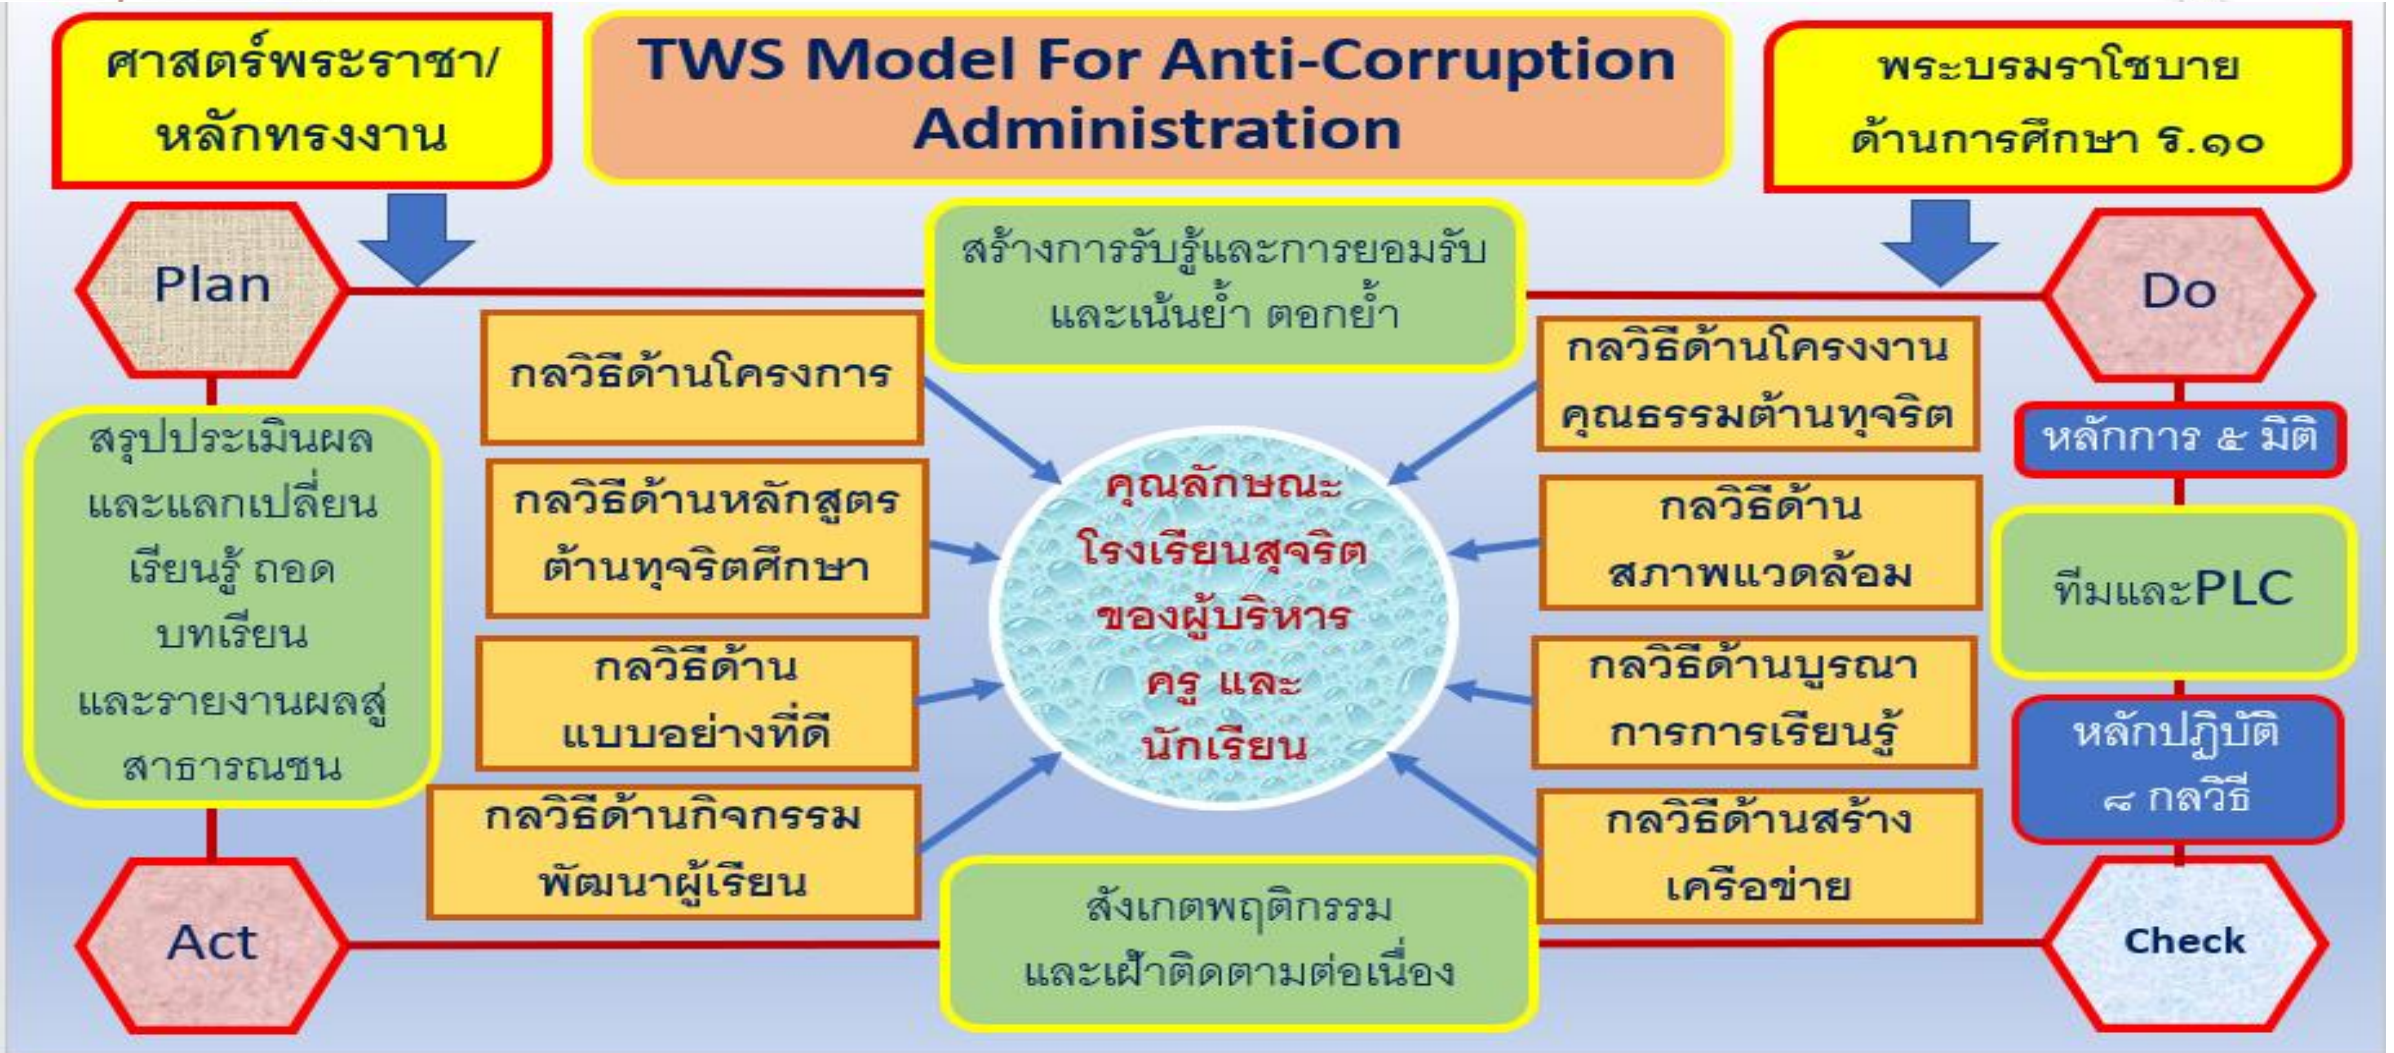 ศาสตร์พระราชา/
หลักทรงงาน
TWS Model For Anti-Corruption
Administration
พระบรมราโชบาย
ด้านการศึกษา ร.๑๐
Plan
สร้างการรับรู้และการยอมรับ
และเน้นย้ำ ตอกย้ำ
Do
กลวิธีด้านโครงการ
กลวิธีด้านหลักสูตร
ต้านทุจริตศึกษา
กลวิธีด้าน
แบบอย่างที่ดี
กลวิธีด้านกิจกรรม
พัฒนาผู้เรียน
คุณลักษณะ
โรงเรียนสุจริต
ของผู้บริหาร
ครู และ
นักเรียน
กลวิธีด้านโครงงาน
คุณธรรมต้านทุจริต
กลวิธีด้าน
สภาพแวดล้อม
กลวิธีด้านบูรณา
การการเรียนรู้
กลวิธีด้านสร้าง
เครือข่าย
หลักการ ๕ มิติ
ทีมและPLC
หลักปฏิบัติ
๘ กลวิธี
สรุปประเมินผล
และแลกเปลี่ยน
เรียนรู้ ถอด
บทเรียน
และรายงานผลสู่
สาธารณชน
Act
สังเกตพฤติกรรม
และเฝ้าติดตามต่อเนื่อง
Check